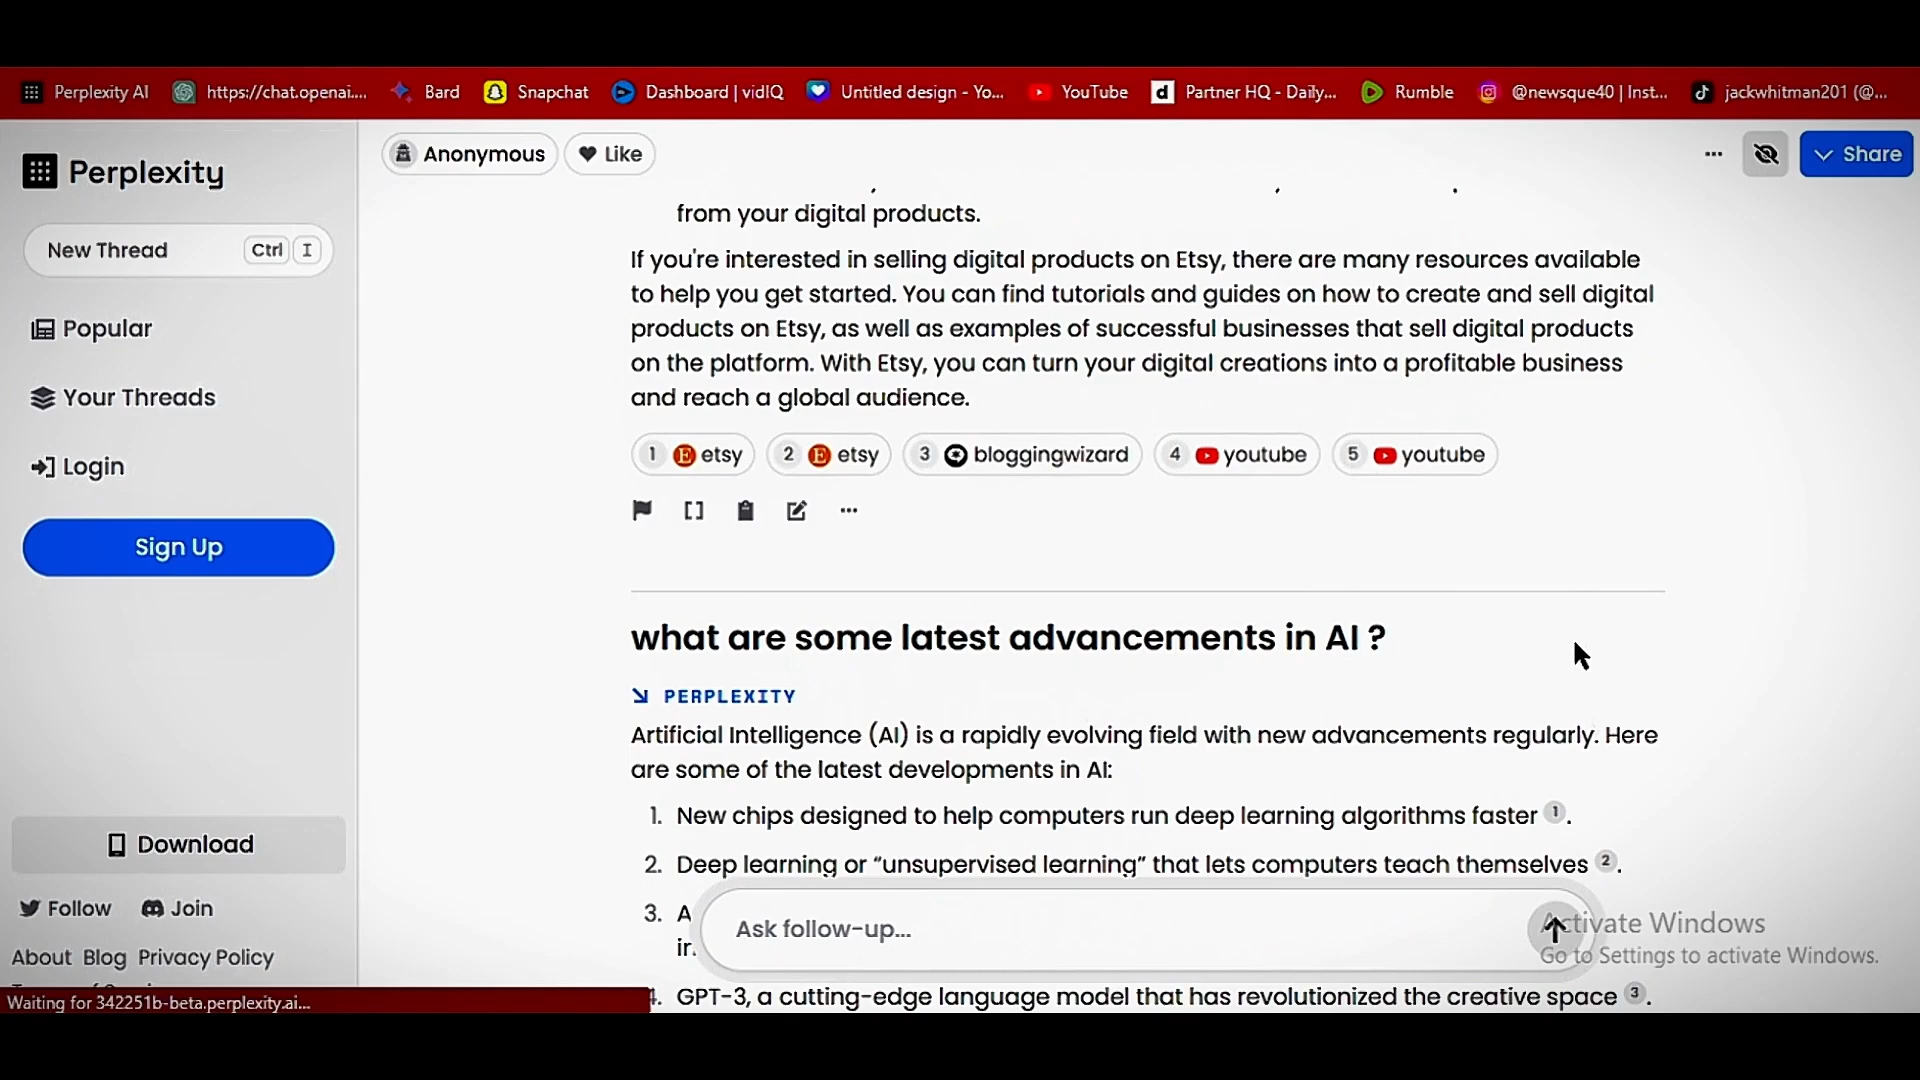 Perplexity AI
https://chat.openai....
Bard
Snapchat
Dashboard | vidIQ
Untitled design - Yo...
YouTube
Partner HQ - Daily...
Rumble
@newsque40 | Inst...
jackwhitman201 (@...
Perplexity
New Thread Ctrl I
Popular
Your Threads
Login
Sign Up
Download
Follow Join
About Blog Privacy Policy
Waiting for 342251b-beta.perplexity.ai...
Anonymous Like
Share
from your digital products.
If you're interested in selling digital products on Etsy, there are many resources available
to help you get started. You can find tutorials and guides on how to create and sell digital
products on Etsy, as well as examples of successful businesses that sell digital products
on the platform. With Etsy, you can turn your digital creations into a profitable business
and reach a global audience.
1 etsy 2 etsy 3 bloggingwizard 4 youtube 5 youtube
what are some latest advancements in AI ?
PERPLEXITY
Artificial Intelligence (AI) is a rapidly evolving field with new advancements regularly. Here
are some of the latest developments in AI:
1. New chips designed to help computers run deep learning algorithms faster 1.
2. Deep learning or “unsupervised learning” that lets computers teach themselves 2.
3. A
Ask follow-up...
4. GPT-3, a cutting-edge language model that has revolutionized the creative space 3.
Activate Windows
Go to Settings to activate Windows.